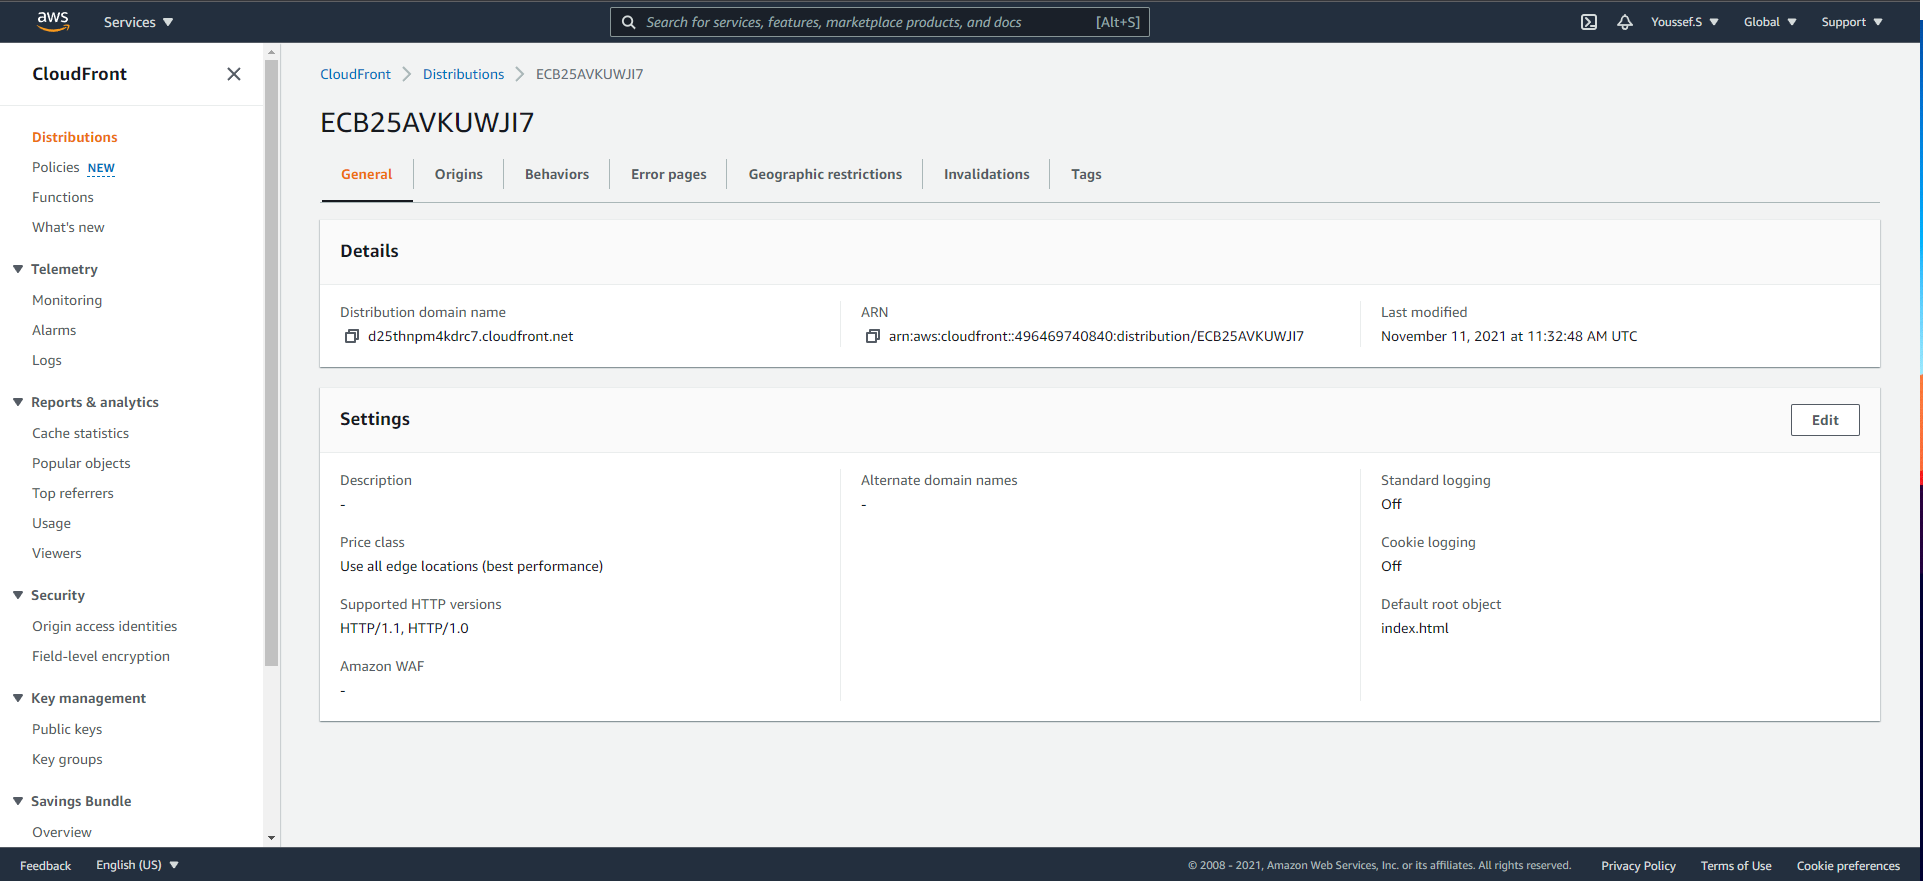 aws Services Search for services, features, marketplace products, and docs [Alt+S] Youssef.S Global Support
CloudFront
Distributions
Policies NEW
Functions
What's new
Telemetry
Monitoring
Alarms
Logs
Reports & analytics
Cache statistics
Popular objects
Top referrers
Usage
Viewers
Security
Origin access identities
Field-level encryption
Key management
Public keys
Key groups
Savings Bundle
Overview
CloudFront Distributions ECB25AVKUWJI7
ECB25AVKUWJI7
General Origins Behaviors Error pages Geographic restrictions Invalidations Tags
Details
Distribution domain name
d25thnpm4kdrc7.cloudfront.net
ARN
arn:aws:cloudfront::496469740840:distribution/ECB25AVKUWJI7
Last modified
November 11, 2021 at 11:32:48 AM UTC
Settings
Edit
Description
-
Price class
Use all edge locations (best performance)
Supported HTTP versions
HTTP/1.1, HTTP/1.0
Amazon WAF
-
Alternate domain names
-
Standard logging
Off
Cookie logging
Off
Default root object
index.html
Feedback English (US) © 2008 - 2021, Amazon Web Services, Inc. or its affiliates. All rights reserved. Privacy Policy Terms of Use Cookie preferences